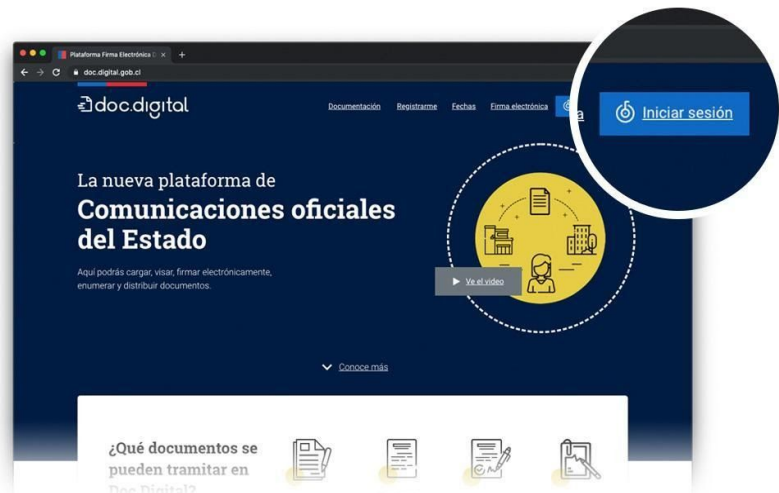 Plataforma Firma Electrónica D
doc.digital.gob.cl
doc.digital
Documentación Registrarme Fechas Firma electrónica
Iniciar sesión
La nueva plataforma de
Comunicaciones oficiales
del Estado
Aquí podrás cargar, visar, firmar electrónicamente,
enumerar y distribuir documentos.
Ve el video
Conoce más
¿Qué documentos se
pueden tramitar en
Doc Digital?